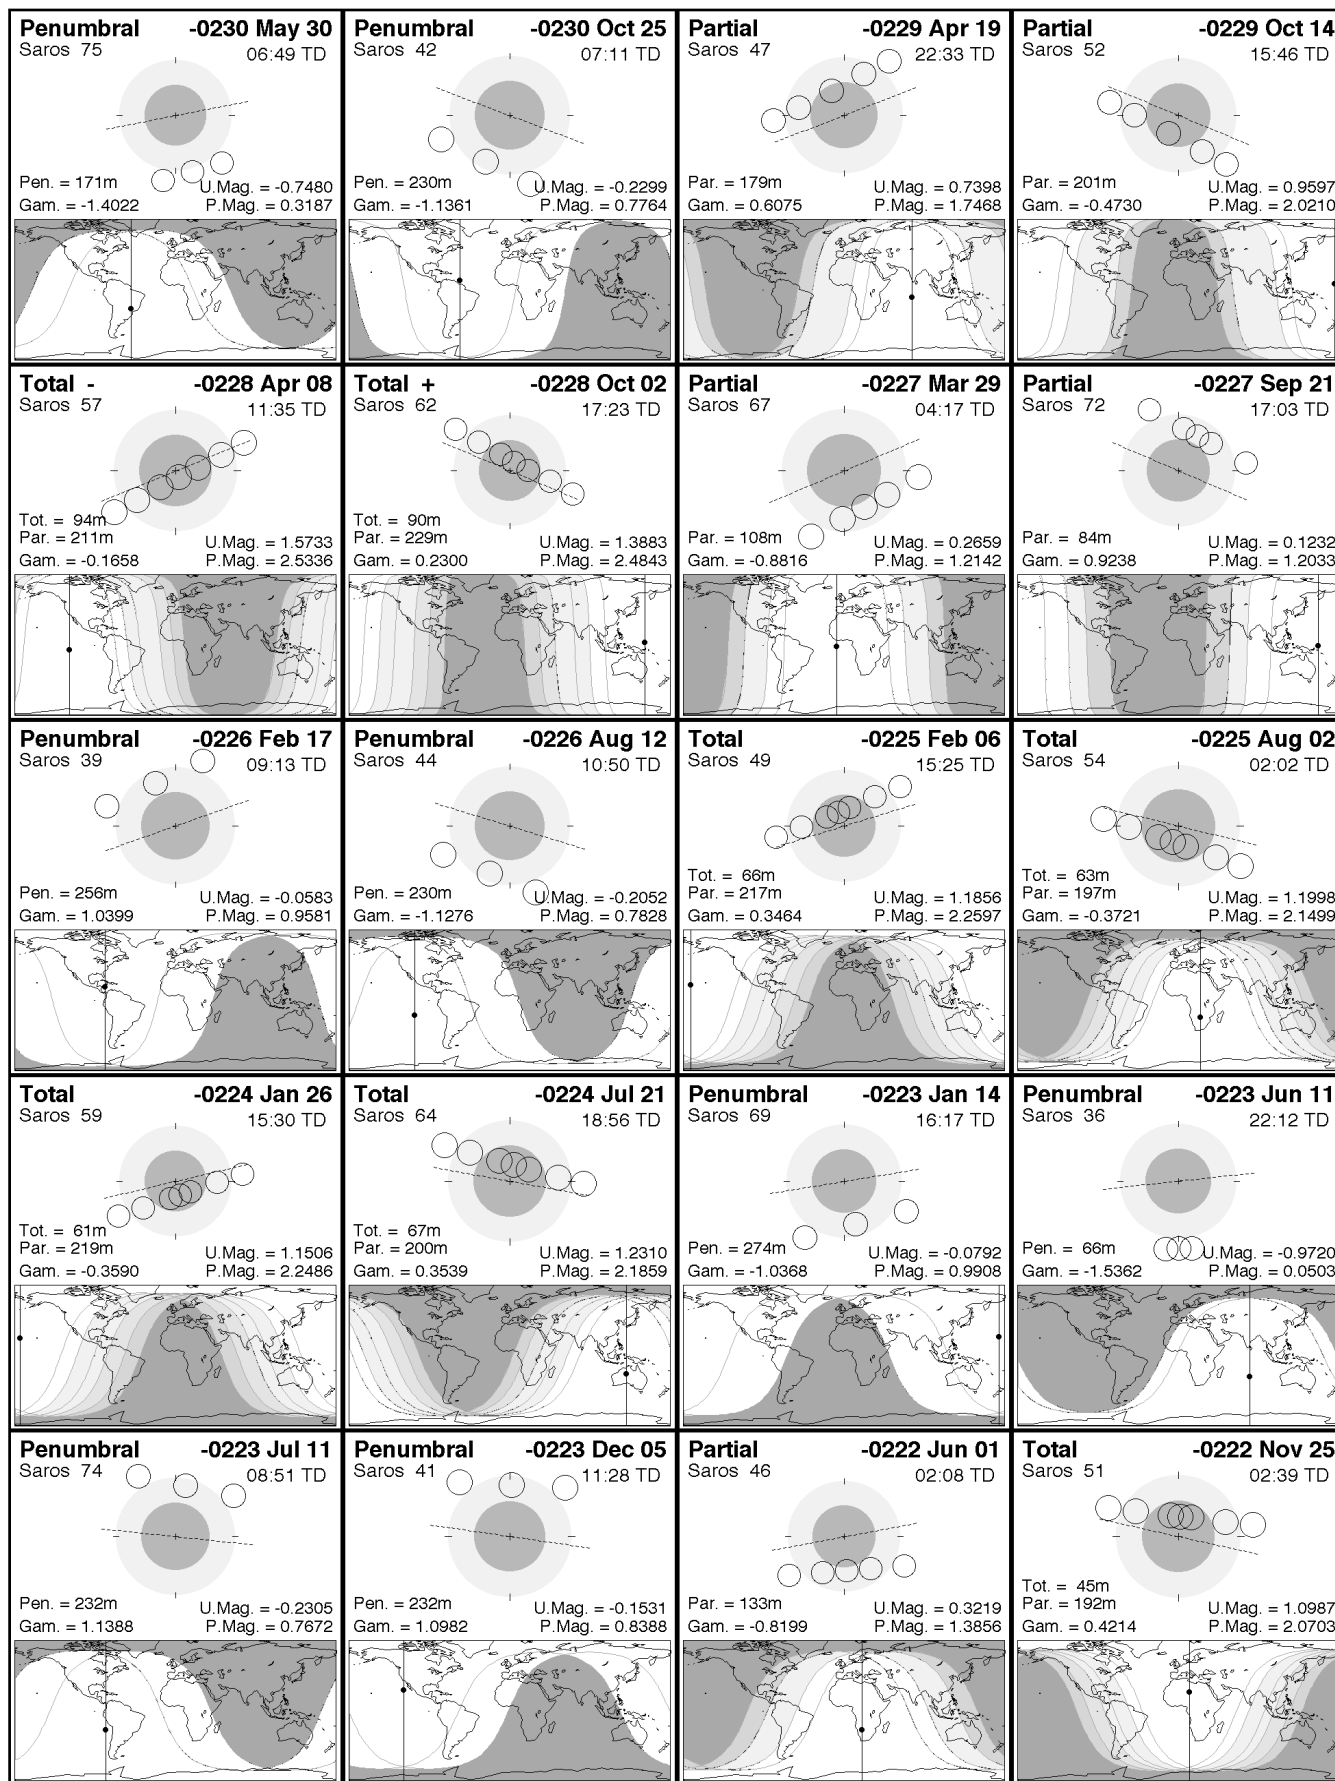 Penumbral -0230 May 30
Saros 75 06:49 TD
Pen. = 171m U.Mag. = -0.7480
Gam. = -1.4022 P.Mag. = 0.3187
Penumbral -0230 Oct 25
Saros 42 07:11 TD
Pen. = 230m U.Mag. = -0.2299
Gam. = -1.1361 P.Mag. = 0.7764
Partial -0229 Apr 19
Saros 47 22:33 TD
Par. = 179m U.Mag. = 0.7398
Gam. = 0.6075 P.Mag. = 1.7468
Partial -0229 Oct 14
Saros 52 15:46 TD
Par. = 201m U.Mag. = 0.9597
Gam. = -0.4730 P.Mag. = 2.0210
Total - -0228 Apr 08
Saros 57 11:35 TD
Tot. = 94m
Par. = 211m U.Mag. = 1.5733
Gam. = -0.1658 P.Mag. = 2.5336
Total + -0228 Oct 02
Saros 62 17:23 TD
Tot. = 90m
Par. = 229m U.Mag. = 1.3883
Gam. = 0.2300 P.Mag. = 2.4843
Partial -0227 Mar 29
Saros 67 04:17 TD
Par. = 108m U.Mag. = 0.2659
Gam. = -0.8816 P.Mag. = 1.2142
Partial -0227 Sep 21
Saros 72 17:03 TD
Par. = 84m U.Mag. = 0.1232
Gam. = 0.9238 P.Mag. = 1.2033
Penumbral -0226 Feb 17
Saros 39 09:13 TD
Pen. = 256m U.Mag. = -0.0583
Gam. = 1.0399 P.Mag. = 0.9581
Penumbral -0226 Aug 12
Saros 44 10:50 TD
Pen. = 230m U.Mag. = -0.2052
Gam. = -1.1276 P.Mag. = 0.7828
Total -0225 Feb 06
Saros 49 15:25 TD
Tot. = 66m
Par. = 217m U.Mag. = 1.1856
Gam. = 0.3464 P.Mag. = 2.2597
Total -0225 Aug 02
Saros 54 02:02 TD
Tot. = 63m
Par. = 197m U.Mag. = 1.1998
Gam. = -0.3721 P.Mag. = 2.1499
Total -0224 Jan 26
Saros 59 15:30 TD
Tot. = 61m
Par. = 219m U.Mag. = 1.1506
Gam. = -0.3590 P.Mag. = 2.2486
Total -0224 Jul 21
Saros 64 18:56 TD
Tot. = 67m
Par. = 200m U.Mag. = 1.2310
Gam. = 0.3539 P.Mag. = 2.1859
Penumbral -0223 Jan 14
Saros 69 16:17 TD
Pen. = 274m U.Mag. = -0.0792
Gam. = -1.0368 P.Mag. = 0.9908
Penumbral -0223 Jun 11
Saros 36 22:12 TD
Pen. = 66m U.Mag. = -0.9720
Gam. = -1.5362 P.Mag. = 0.0503
Penumbral -0223 Jul 11
Saros 74 08:51 TD
Pen. = 232m U.Mag. = -0.2305
Gam. = 1.1388 P.Mag. = 0.7672
Penumbral -0223 Dec 05
Saros 41 11:28 TD
Pen. = 232m U.Mag. = -0.1531
Gam. = 1.0982 P.Mag. = 0.8388
Partial -0222 Jun 01
Saros 46 02:08 TD
Par. = 133m U.Mag. = 0.3219
Gam. = -0.8199 P.Mag. = 1.3856
Total -0222 Nov 25
Saros 51 02:39 TD
Tot. = 45m
Par. = 192m U.Mag. = 1.0987
Gam. = 0.4214 P.Mag. = 2.0703